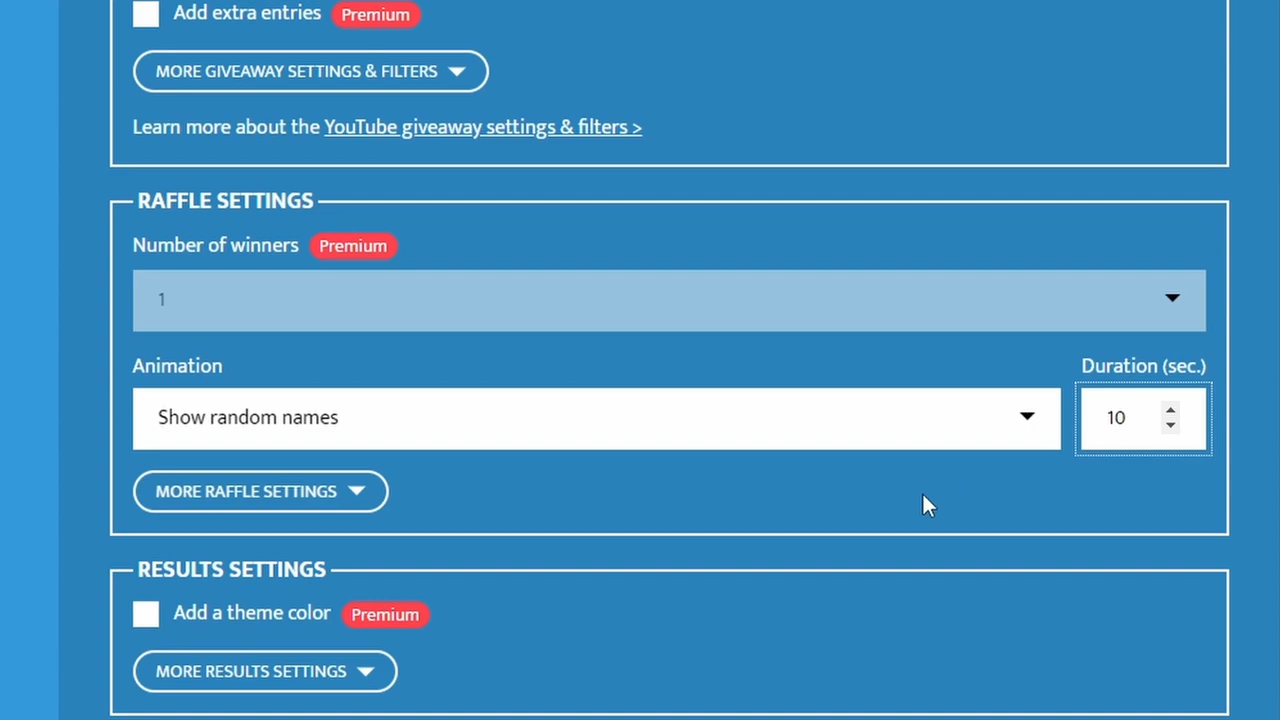 Add extra entries Premium
MORE GIVEAWAY SETTINGS & FILTERS
Learn more about the YouTube giveaway settings & filters >
RAFFLE SETTINGS
Number of winners Premium
1
Animation Duration (sec.)
Show random names 10
MORE RAFFLE SETTINGS
RESULTS SETTINGS
Add a theme color Premium
MORE RESULTS SETTINGS